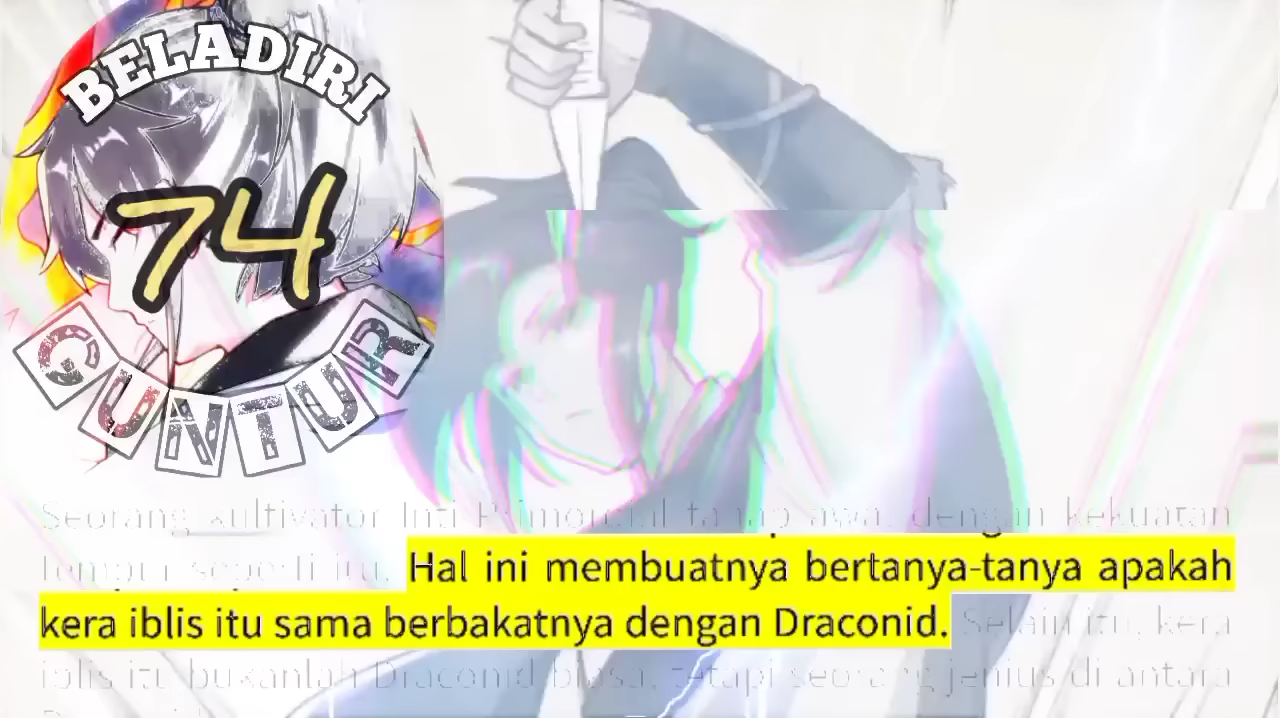 BELADIRI
74
GUNTUR
Seorang kultivator Inti Primordial tahap awal dengan kekuatan
tempur seperti itu. Hal ini membuatnya bertanya-tanya apakah
kera iblis itu sama berbakatnya dengan Draconid. Selain itu, kera
iblis itu bukanlah Draconid biasa, tetapi seorang jenius di antara